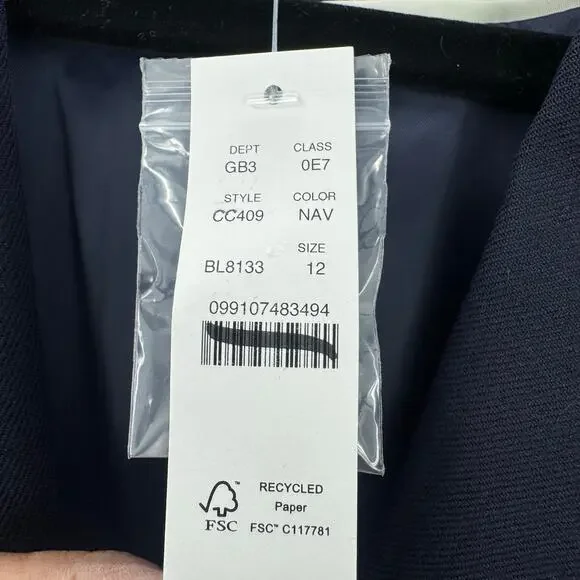 DEPT CLASS
GB3 0E7
STYLE COLOR
CC409 NAV
SIZE
BL8133 12
099107483494
RECYCLED
Paper
FSC FSC™ C117781